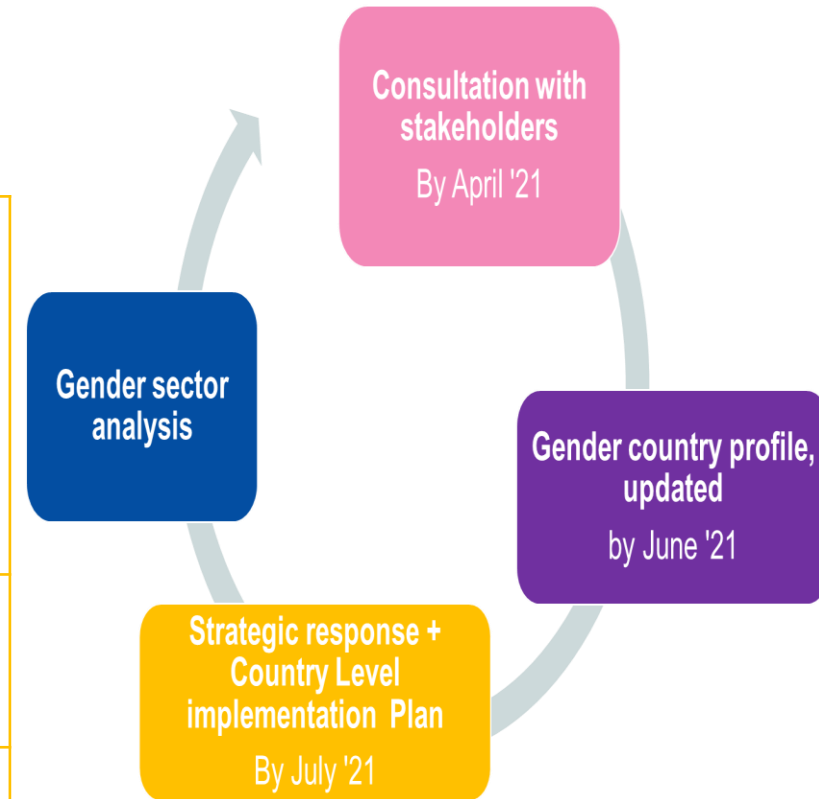 Consultation with
stakeholders
By April '21
Gender country profile,
updated
by June '21
Strategic response +
Country Level
implementation Plan
By July '21
Gender sector
analysis